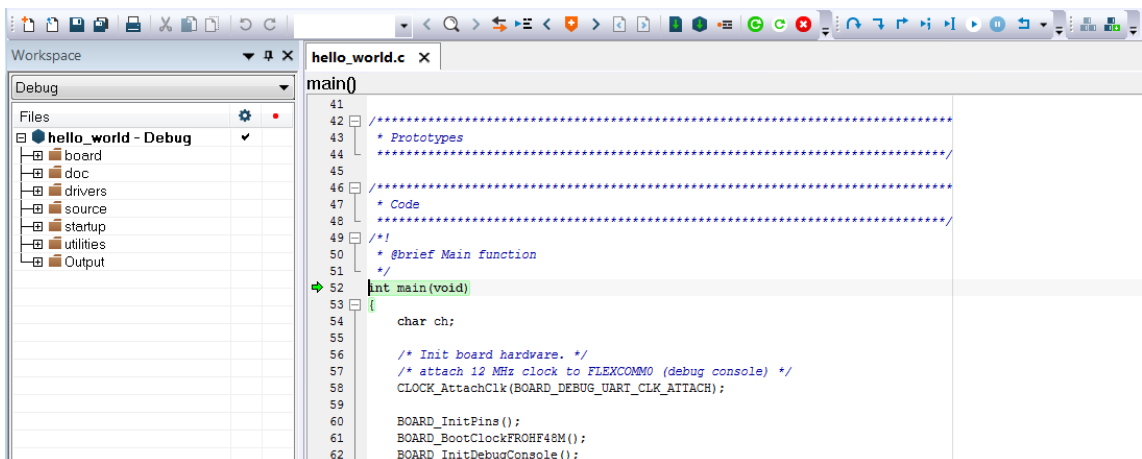 Workspace
Debug
Files
hello_world - Debug
board
doc
drivers
source
startup
utilities
Output
hello_world.c
main()
41
42 /******************************************************************************
43 * Prototypes
44 ******************************************************************************/
45
46 /******************************************************************************
47 * Code
48 ******************************************************************************/
49 /*!
50 * @brief Main function
51 */
52 int main(void)
53 {
54 char ch;
55
56 /* Init board hardware. */
57 /* attach 12 MHz clock to FLEXCOMM0 (debug console) */
58 CLOCK_AttachClk(BOARD_DEBUG_UART_CLK_ATTACH);
59
60 BOARD_InitPins();
61 BOARD_BootClockFROHF48M();
62 BOARD_InitDebugConsole();